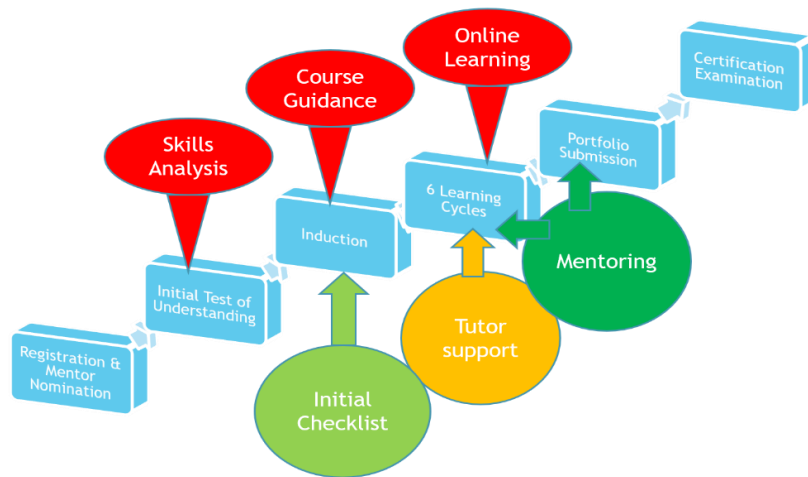 Online
Learning
Course
Guidance
Skills
Analysis
Certification
Examination
Portfolio
Submission
6 Learning
Cycles
Induction
Initial Test of
Understanding
Registration &
Mentor
Nomination
Mentoring
Tutor
support
Initial
Checklist